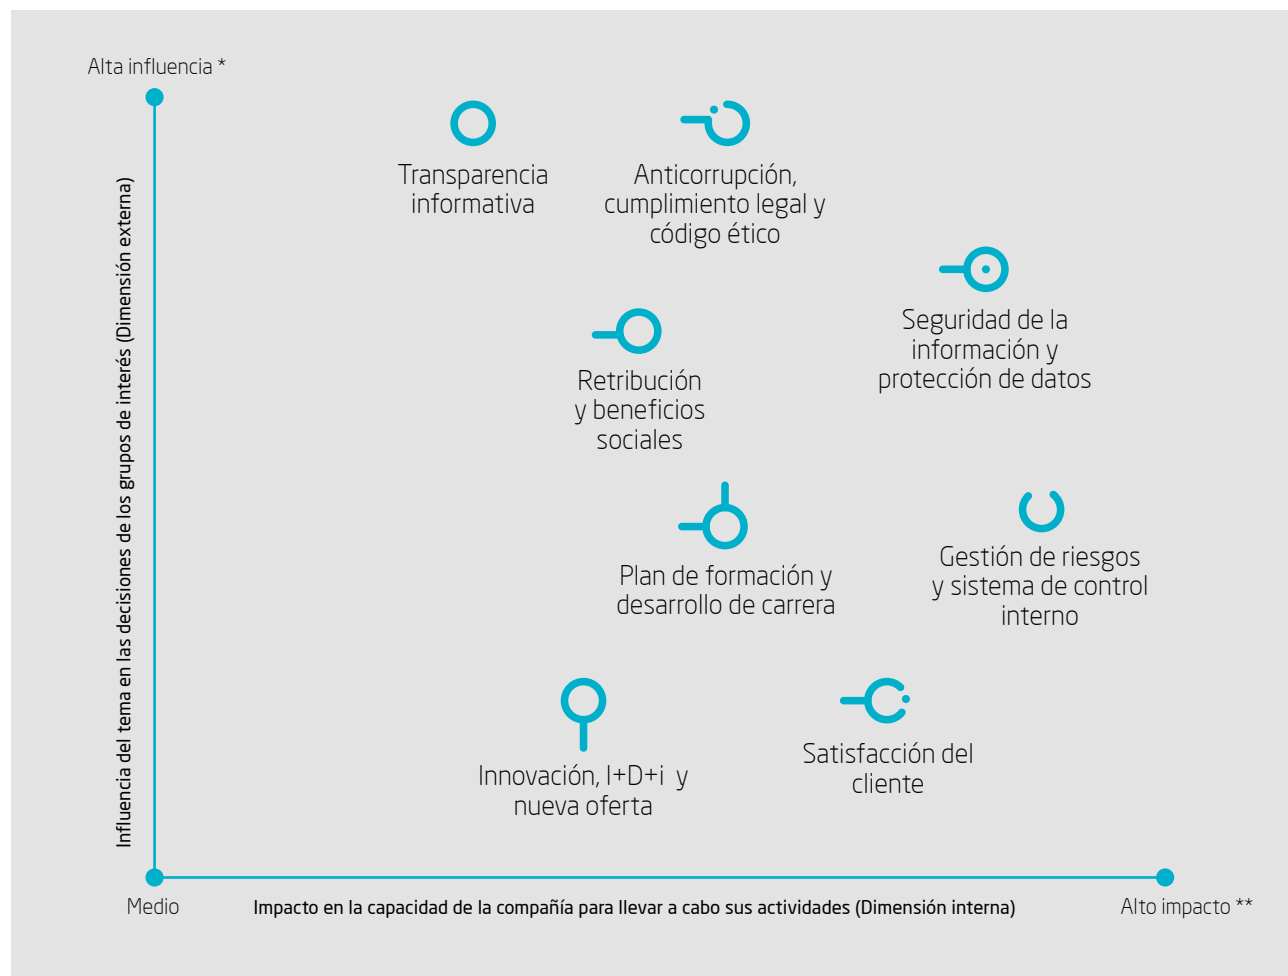 Alta influencia *
Influencia del tema en las decisiones de los grupos de interés (Dimensión externa)
Transparencia
informativa
Anticorrupción,
cumplimiento legal y
código ético
Seguridad de la
información y
protección de datos
Retribución
y beneficios
sociales
Plan de formación y
desarrollo de carrera
Gestión de riesgos
y sistema de control
interno
Innovación, I+D+i y
nueva oferta
Satisfacción del
cliente
Medio
Impacto en la capacidad de la compañía para llevar a cabo sus actividades (Dimensión interna)
Alto impacto **